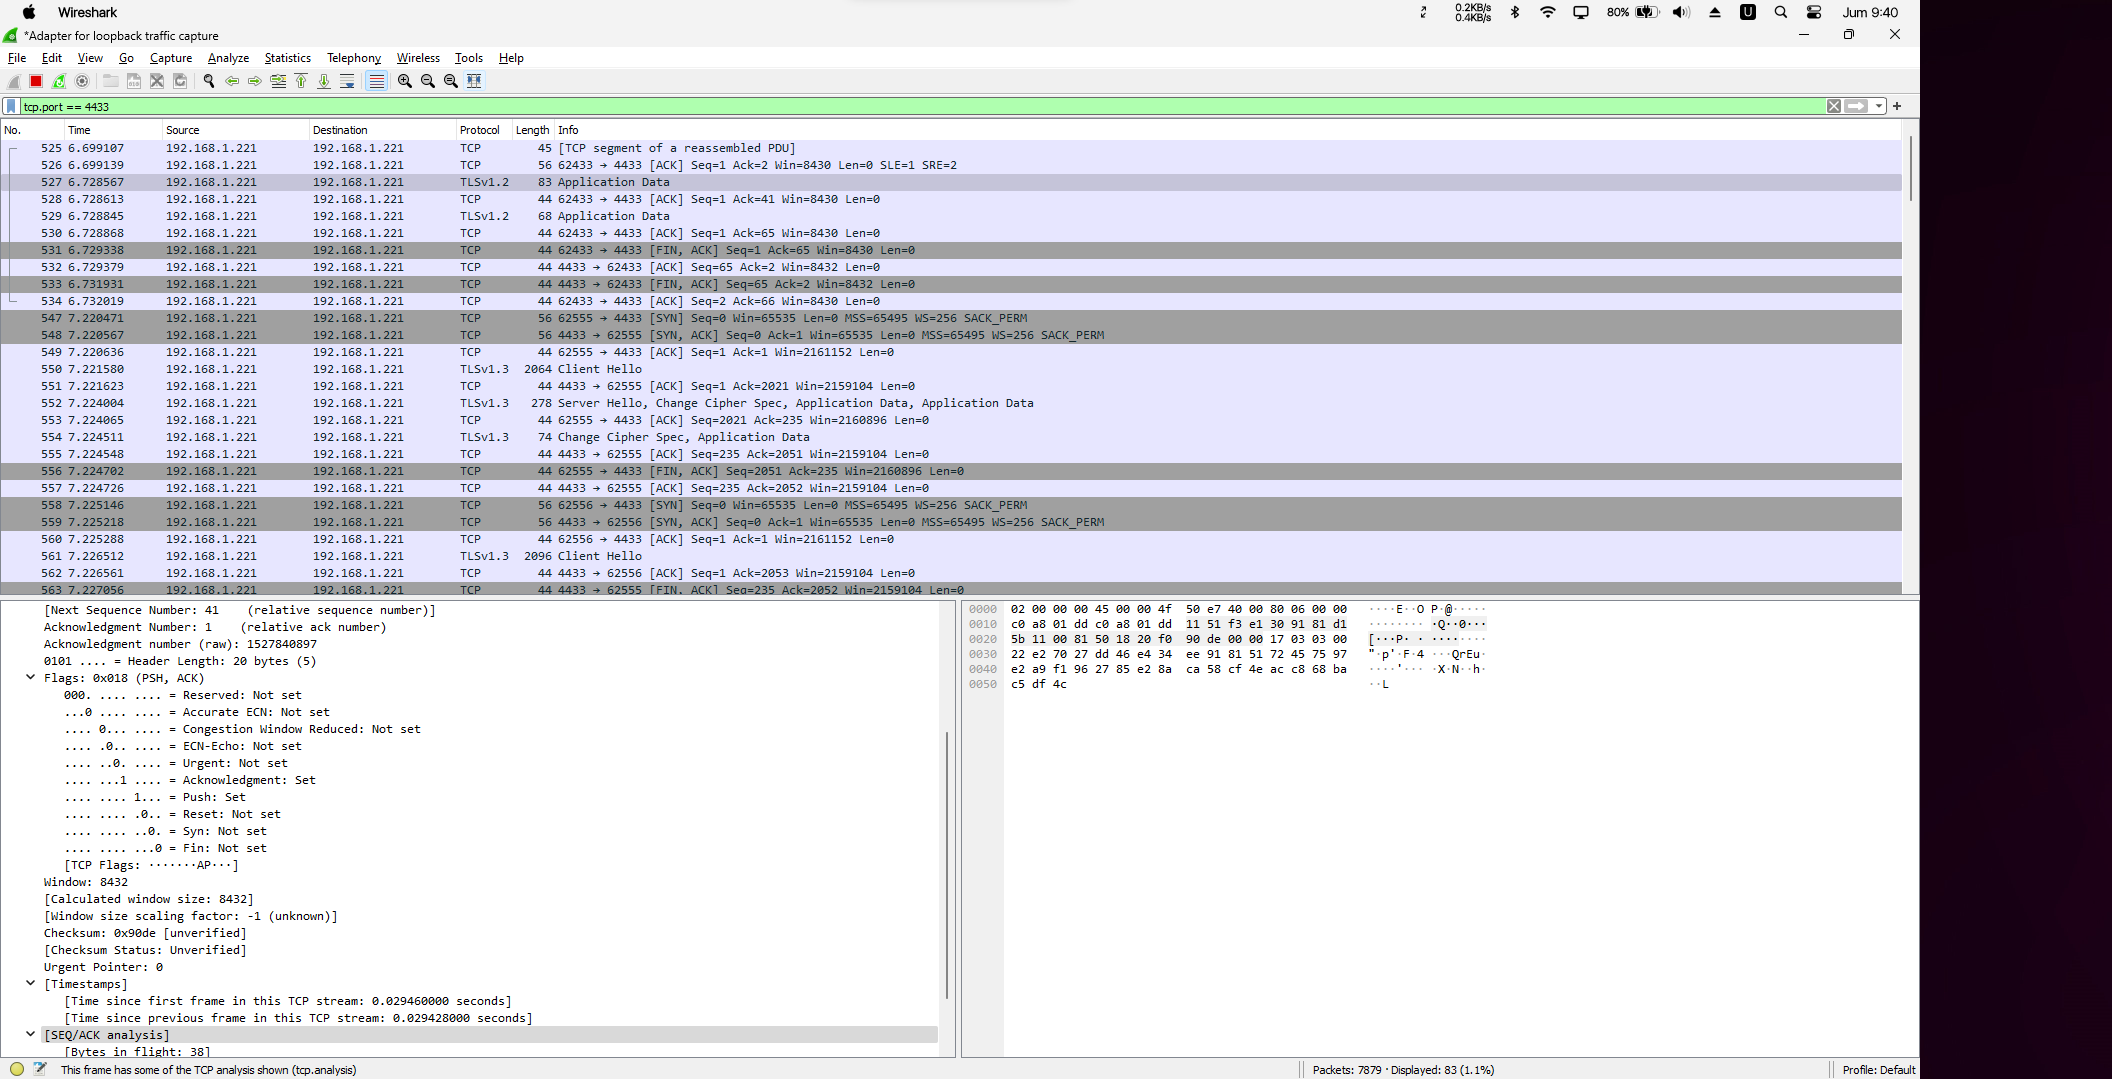 Wireshark
0.2KB/s
0.4KB/s
80%
U
Jum 9:40
*Adapter for loopback traffic capture
File Edit View Go Capture Analyze Statistics Telephony Wireless Tools Help
tcp.port == 4433
No. Time Source Destination Protocol Length Info
525 6.699107 192.168.1.221 192.168.1.221 TCP 45 [TCP segment of a reassembled PDU]
526 6.699139 192.168.1.221 192.168.1.221 TCP 56 62433 → 4433 [ACK] Seq=1 Ack=2 Win=8430 Len=0 SLE=1 SRE=2
527 6.728567 192.168.1.221 192.168.1.221 TLSv1.2 83 Application Data
528 6.728613 192.168.1.221 192.168.1.221 TCP 44 62433 → 4433 [ACK] Seq=1 Ack=41 Win=8430 Len=0
529 6.728845 192.168.1.221 192.168.1.221 TLSv1.2 68 Application Data
530 6.728868 192.168.1.221 192.168.1.221 TCP 44 62433 → 4433 [ACK] Seq=1 Ack=65 Win=8430 Len=0
531 6.729338 192.168.1.221 192.168.1.221 TCP 44 62433 → 4433 [FIN, ACK] Seq=1 Ack=65 Win=8430 Len=0
532 6.729379 192.168.1.221 192.168.1.221 TCP 44 4433 → 62433 [ACK] Seq=65 Ack=2 Win=8432 Len=0
533 6.731931 192.168.1.221 192.168.1.221 TCP 44 4433 → 62433 [FIN, ACK] Seq=65 Ack=2 Win=8432 Len=0
534 6.732019 192.168.1.221 192.168.1.221 TCP 44 62433 → 4433 [ACK] Seq=2 Ack=66 Win=8430 Len=0
547 7.220471 192.168.1.221 192.168.1.221 TCP 56 62555 → 4433 [SYN] Seq=0 Win=65535 Len=0 MSS=65495 WS=256 SACK_PERM
548 7.220567 192.168.1.221 192.168.1.221 TCP 56 4433 → 62555 [SYN, ACK] Seq=0 Ack=1 Win=65535 Len=0 MSS=65495 WS=256 SACK_PERM
549 7.220636 192.168.1.221 192.168.1.221 TCP 44 62555 → 4433 [ACK] Seq=1 Ack=1 Win=2161152 Len=0
550 7.221580 192.168.1.221 192.168.1.221 TLSv1.3 2064 Client Hello
551 7.221623 192.168.1.221 192.168.1.221 TCP 44 4433 → 62555 [ACK] Seq=1 Ack=2021 Win=2159104 Len=0
552 7.224004 192.168.1.221 192.168.1.221 TLSv1.3 278 Server Hello, Change Cipher Spec, Application Data, Application Data
553 7.224065 192.168.1.221 192.168.1.221 TCP 44 62555 → 4433 [ACK] Seq=2021 Ack=235 Win=2160896 Len=0
554 7.224511 192.168.1.221 192.168.1.221 TLSv1.3 74 Change Cipher Spec, Application Data
555 7.224548 192.168.1.221 192.168.1.221 TCP 44 4433 → 62555 [ACK] Seq=235 Ack=2051 Win=2159104 Len=0
556 7.224702 192.168.1.221 192.168.1.221 TCP 44 62555 → 4433 [FIN, ACK] Seq=2051 Ack=235 Win=2160896 Len=0
557 7.224726 192.168.1.221 192.168.1.221 TCP 44 4433 → 62555 [ACK] Seq=235 Ack=2052 Win=2159104 Len=0
558 7.225146 192.168.1.221 192.168.1.221 TCP 56 62556 → 4433 [SYN] Seq=0 Win=65535 Len=0 MSS=65495 WS=256 SACK_PERM
559 7.225218 192.168.1.221 192.168.1.221 TCP 56 4433 → 62556 [SYN, ACK] Seq=0 Ack=1 Win=65535 Len=0 MSS=65495 WS=256 SACK_PERM
560 7.225288 192.168.1.221 192.168.1.221 TCP 44 62556 → 4433 [ACK] Seq=1 Ack=1 Win=2161152 Len=0
561 7.226512 192.168.1.221 192.168.1.221 TLSv1.3 2096 Client Hello
562 7.226561 192.168.1.221 192.168.1.221 TCP 44 4433 → 62556 [ACK] Seq=1 Ack=2053 Win=2159104 Len=0
563 7.227056 192.168.1.221 192.168.1.221 TCP 44 4433 → 62555 [FIN, ACK] Seq=235 Ack=2052 Win=2159104 Len=0
[Next Sequence Number: 41 (relative sequence number)]
Acknowledgment Number: 1 (relative ack number)
Acknowledgment number (raw): 1527840897
0101 .... = Header Length: 20 bytes (5)
Flags: 0x018 (PSH, ACK)
000. .... .... = Reserved: Not set
...0 .... .... = Accurate ECN: Not set
.... 0... .... = Congestion Window Reduced: Not set
.... .0.. .... = ECN-Echo: Not set
.... ..0. .... = Urgent: Not set
.... ...1 .... = Acknowledgment: Set
.... .... 1... = Push: Set
.... .... .0.. = Reset: Not set
.... .... ..0. = Syn: Not set
.... .... ...0 = Fin: Not set
[TCP Flags: ·······AP···]
Window: 8432
[Calculated window size: 8432]
[Window size scaling factor: -1 (unknown)]
Checksum: 0x90de [unverified]
[Checksum Status: Unverified]
Urgent Pointer: 0
[Timestamps]
[Time since first frame in this TCP stream: 0.029460000 seconds]
[Time since previous frame in this TCP stream: 0.029428000 seconds]
[SEQ/ACK analysis]
[Bytes in flight: 38]
0000 02 00 00 00 45 00 00 4f 50 e7 40 00 80 06 00 00 ····E··O P·@·····
0010 c0 a8 01 dd c0 a8 01 dd 11 51 f3 e1 30 91 81 d1 ········ ·Q··0···
0020 5b 11 00 81 50 18 20 f0 90 de 00 00 17 03 03 00 [···P· · ········
0030 22 e2 70 27 dd 46 e4 34 ee 91 81 51 72 45 75 97 "·p'·F·4 ···QrEu·
0040 e2 a9 f1 96 27 85 e2 8a ca 58 cf 4e ac c8 68 ba ····'··· ·X·N··h·
0050 c5 df 4c ··L
This frame has some of the TCP analysis shown (tcp.analysis)
Packets: 7879 · Displayed: 83 (1.1%)
Profile: Default